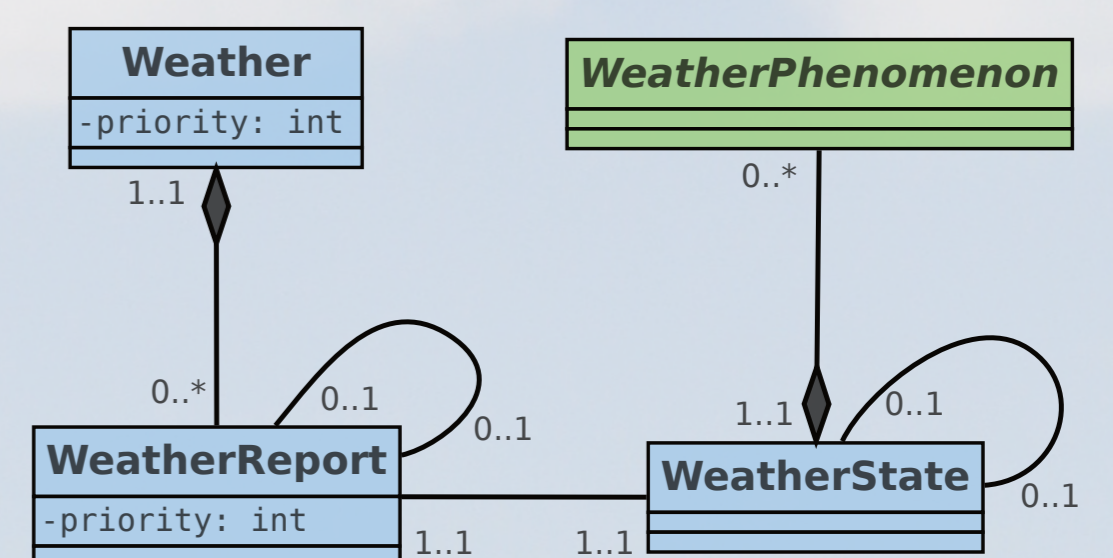 Weather
-priority: int
1..1
0..*
WeatherPhenomenon
0..*
1..1
0..1
0..1
WeatherReport
-priority: int
0..1
0..1
WeatherState
1..1
1..1